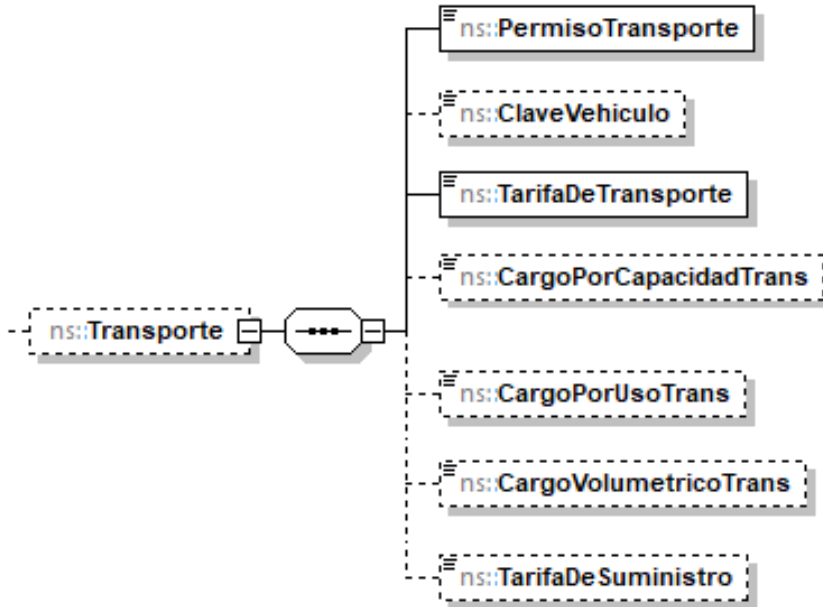 ns::PermisoTransporte
ns::ClaveVehiculo
ns::TarifaDeTransporte
ns::CargoPorCapacidadTrans
ns::Transporte
ns::CargoPorUsoTrans
ns::CargoVolumetricoTrans
ns::TarifaDeSuministro